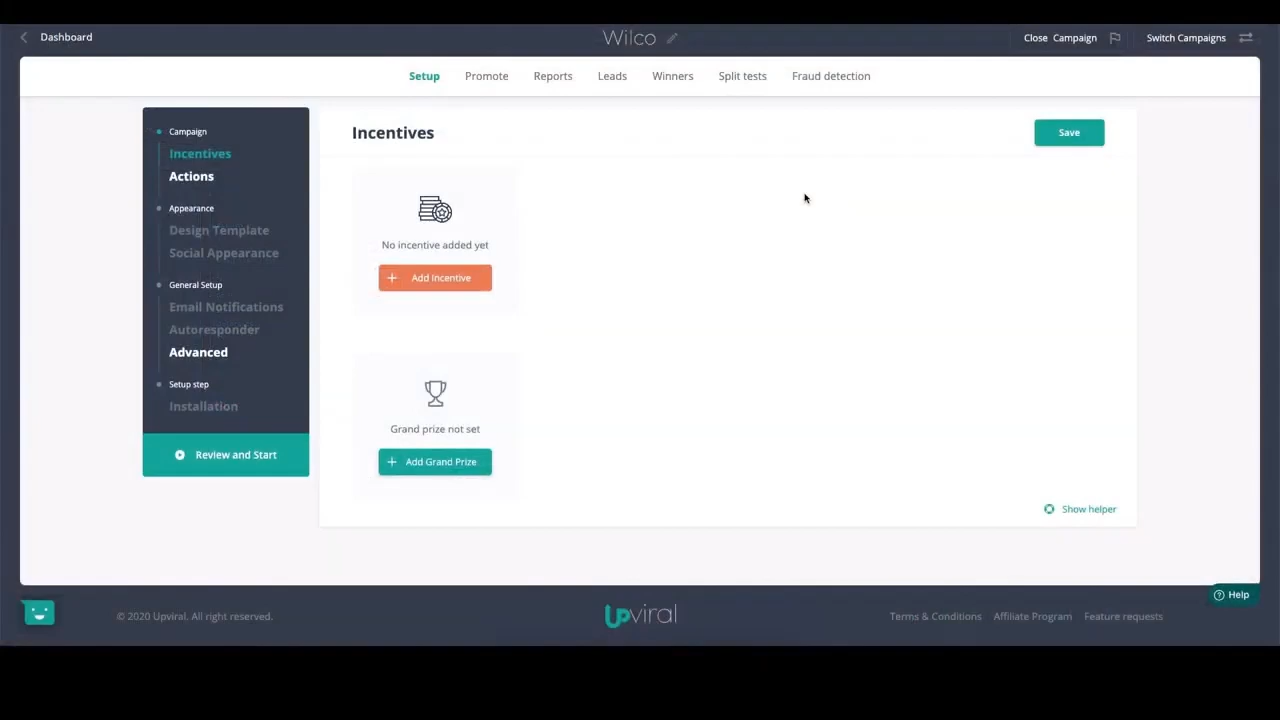 Dashboard
Wilco
Close Campaign
Switch Campaigns
Setup
Promote
Reports
Leads
Winners
Split tests
Fraud detection
Campaign
Incentives
Actions
Appearance
Design Template
Social Appearance
General Setup
Email Notifications
Autoresponder
Advanced
Setup step
Installation
Review and Start
Incentives
Save
No incentive added yet
+ Add Incentive
Grand prize not set
+ Add Grand Prize
Show helper
? Help
© 2020 Upviral. All right reserved.
UPviral
Terms & Conditions
Affiliate Program
Feature requests